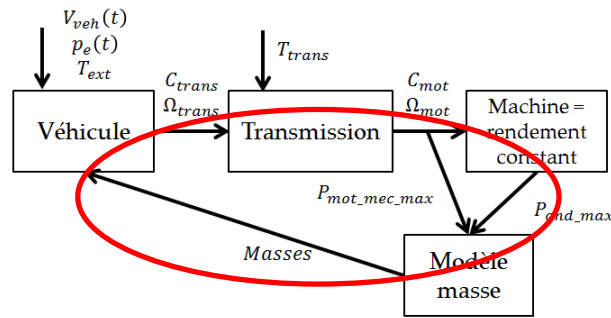 V_veh(t)
p_e(t)
T_ext
Véhicule
C_trans
Ω_trans
T_trans
Transmission
C_mot
Ω_mot
Machine =
rendement
constant
P_mot_mec_max
P_ond_max
Masses
Modèle
masse